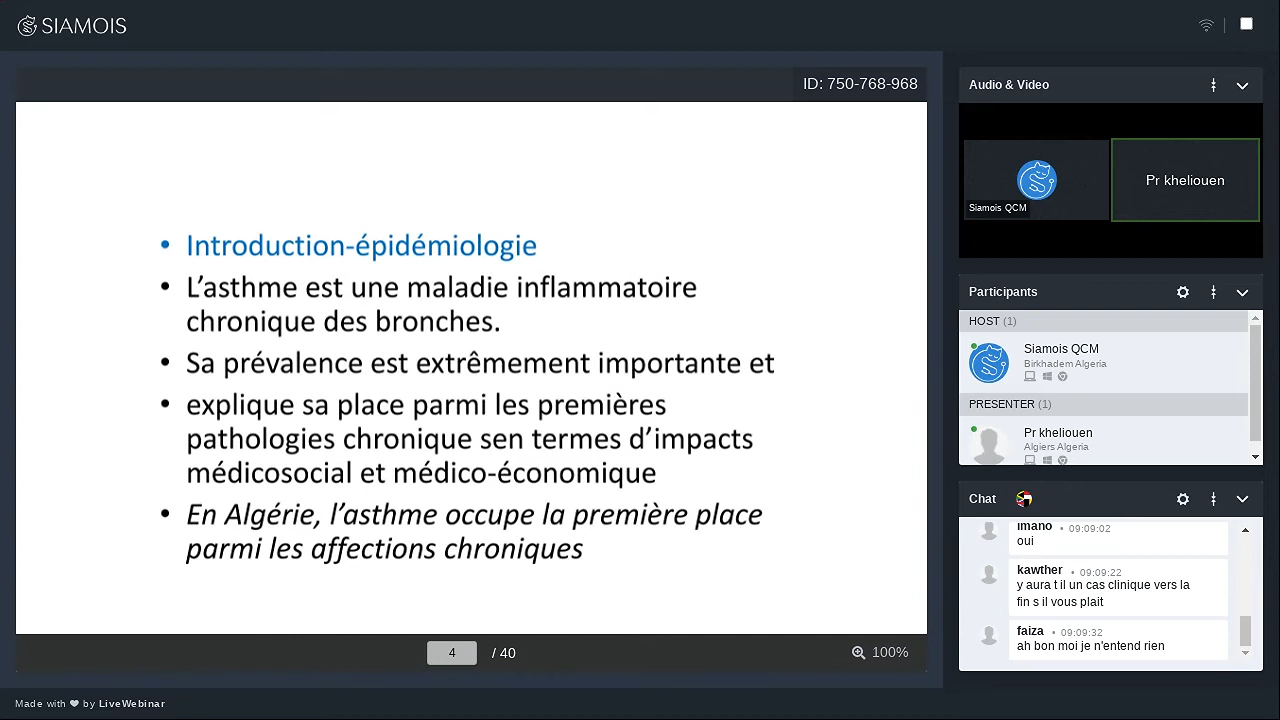 SIAMOIS
ID: 750-768-968
• Introduction-épidémiologie
• L’asthme est une maladie inflammatoire
chronique des bronches.
• Sa prévalence est extrêmement importante et
• explique sa place parmi les premières
pathologies chronique sen termes d’impacts
médicosocial et médico-économique
• En Algérie, l’asthme occupe la première place
parmi les affections chroniques
4 / 40
100%
Audio & Video
Siamois QCM
Pr kheliouen
Participants
HOST (1)
Siamois QCM
Birkhadem Algeria
PRESENTER (1)
Pr kheliouen
Algiers Algeria
Chat
imano • 09:09:02
oui
kawther • 09:09:22
y aura t il un cas clinique vers la
fin s il vous plait
faiza • 09:09:32
ah bon moi je n'entend rien
Made with ❤ by LiveWebinar